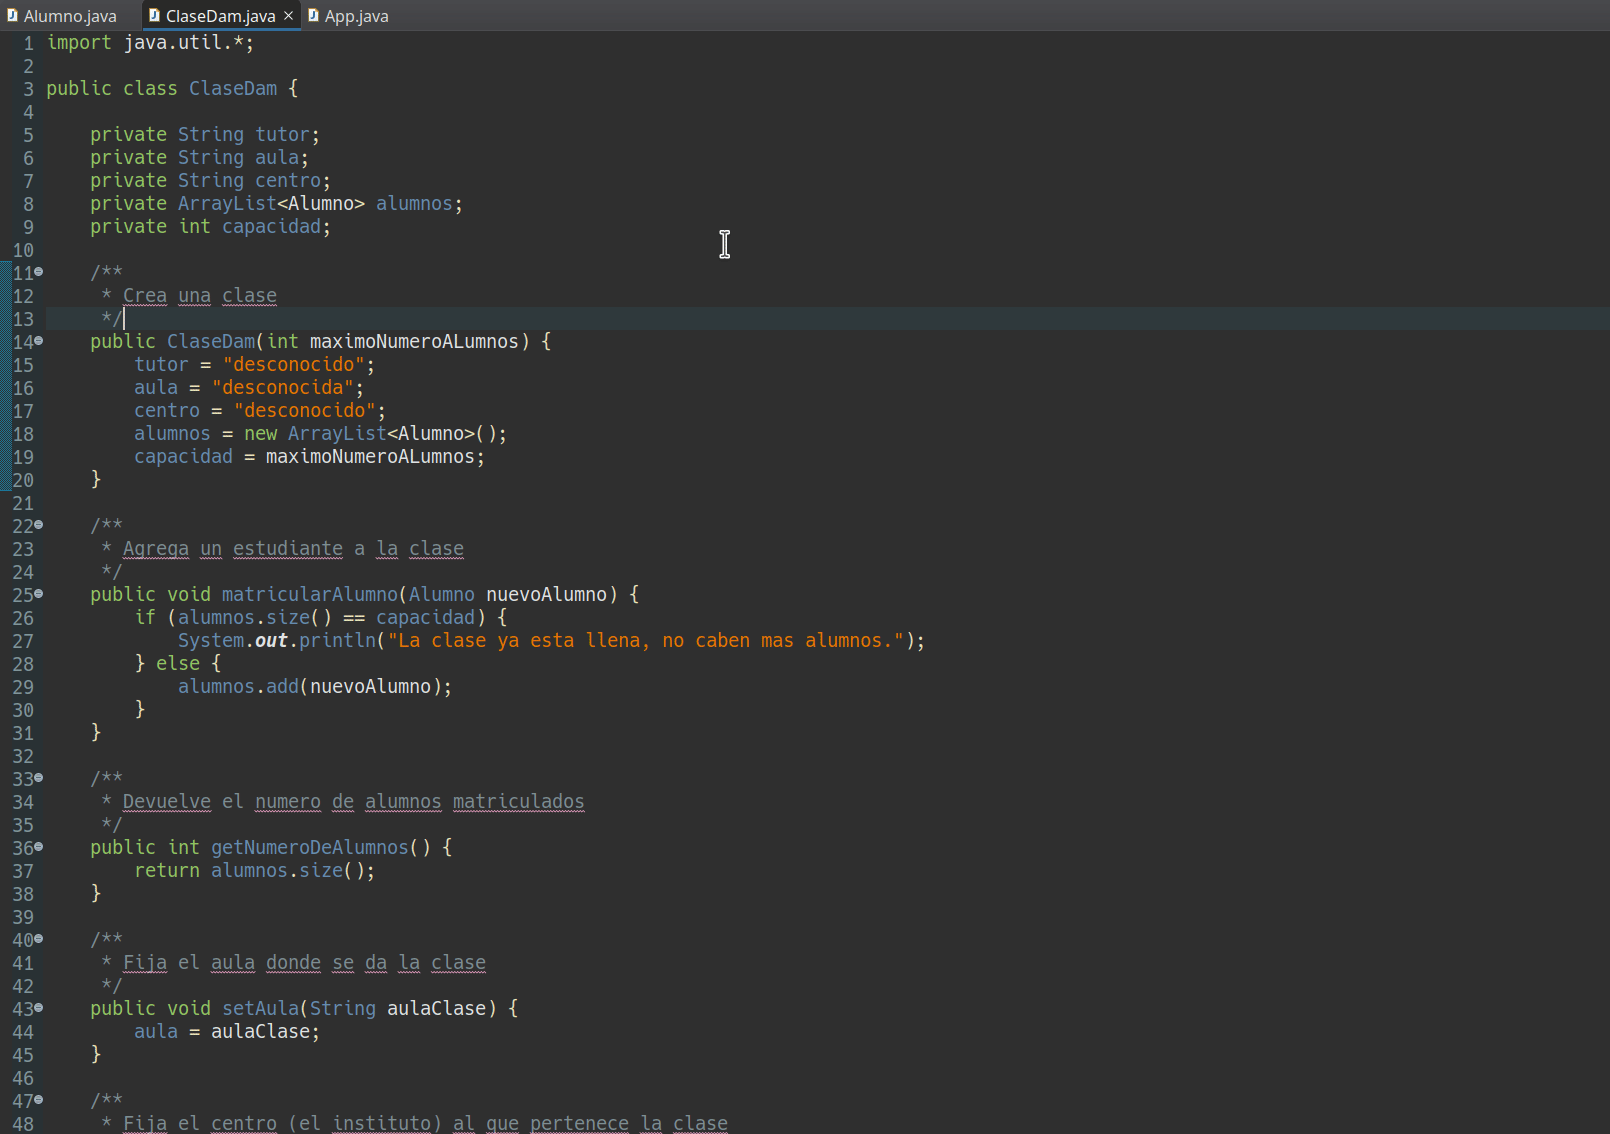 Alumno.java ClaseDam.java App.java
1 import java.util.*;
2
3 public class ClaseDam {
4
5     private String tutor;
6     private String aula;
7     private String centro;
8     private ArrayList<Alumno> alumnos;
9     private int capacidad;
10
11     /**
12      * Crea una clase
13      */
14     public ClaseDam(int maximoNumeroALumnos) {
15         tutor = "desconocido";
16         aula = "desconocida";
17         centro = "desconocido";
18         alumnos = new ArrayList<Alumno>();
19         capacidad = maximoNumeroALumnos;
20     }
21
22     /**
23      * Agrega un estudiante a la clase
24      */
25     public void matricularAlumno(Alumno nuevoAlumno) {
26         if (alumnos.size() == capacidad) {
27             System.out.println("La clase ya esta llena, no caben mas alumnos.");
28         } else {
29             alumnos.add(nuevoAlumno);
30         }
31     }
32
33     /**
34      * Devuelve el numero de alumnos matriculados
35      */
36     public int getNumeroDeAlumnos() {
37         return alumnos.size();
38     }
39
40     /**
41      * Fija el aula donde se da la clase
42      */
43     public void setAula(String aulaClase) {
44         aula = aulaClase;
45     }
46
47     /**
48      * Fija el centro (el instituto) al que pertenece la clase